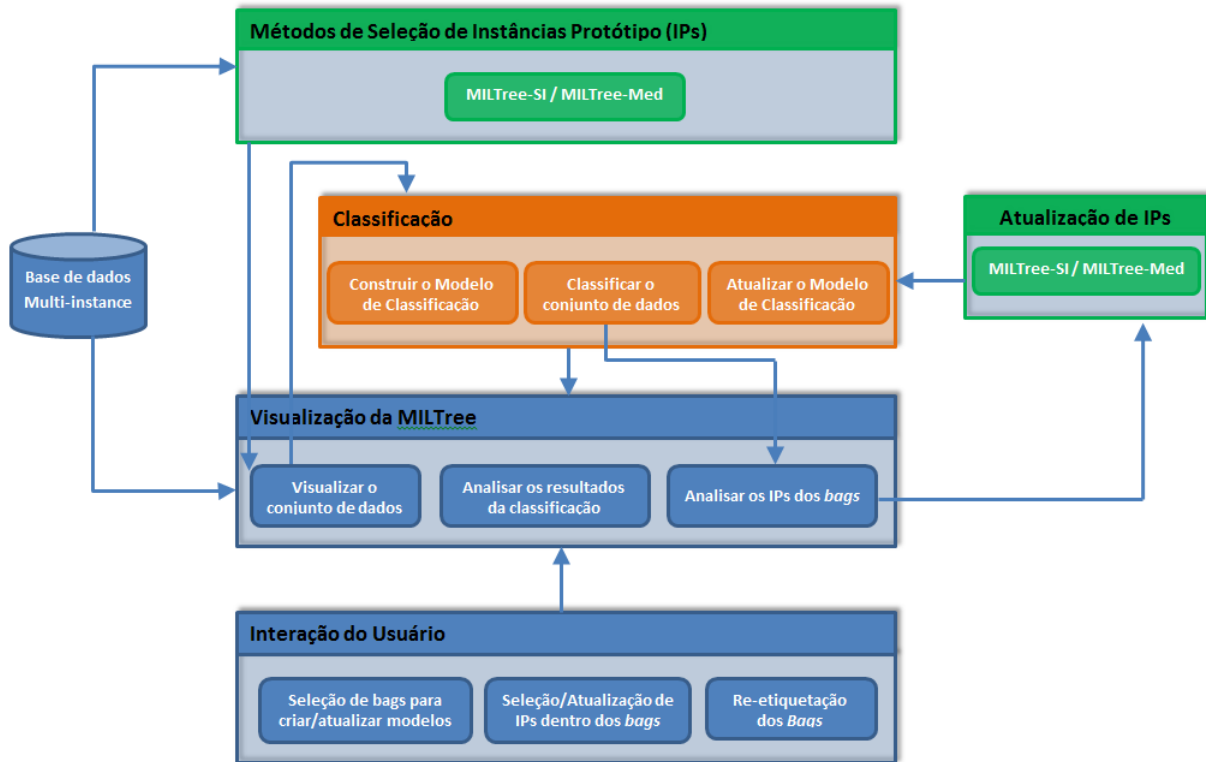 Métodos de Seleção de Instâncias Protótipo (IPs)
MILTree-SI / MILTree-Med
Base de dados
Multi-instance
Classificação
Construir o Modelo
de Classificação
Classificar o
conjunto de dados
Atualizar o Modelo
de Classificação
Atualização de IPs
MILTree-SI / MILTree-Med
Visualização da MILTree
Visualizar o
conjunto de dados
Analisar os resultados
da classificação
Analisar os IPs dos bags
Interação do Usuário
Seleção de bags para
criar/atualizar modelos
Seleção/Atualização de
IPs dentro dos bags
Re-etiquetação
dos Bags